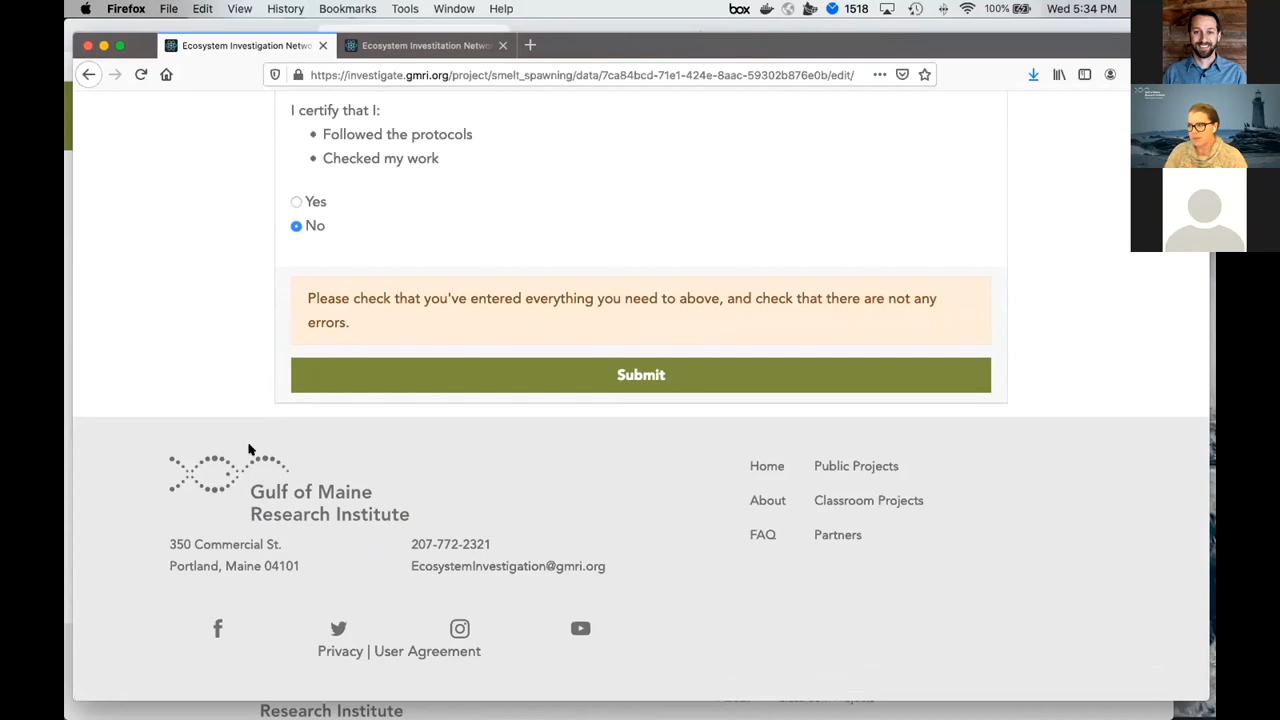 Firefox File Edit View History Bookmarks Tools Window Help box 1518 100% Wed 5:34 PM
Ecosystem Investigation Netwo Ecosystem Investitation Netwo
https://investigate.gmri.org/project/smelt_spawning/data/7ca84bcd-71e1-424e-8aac-59302b876e0b/edit/
I certify that I:
• Followed the protocols
• Checked my work
Yes
No
Please check that you've entered everything you need to above, and check that there are not any
errors.
Submit
Home Public Projects
Gulf of Maine
Research Institute
About Classroom Projects
FAQ Partners
350 Commercial St. 207-772-2321
Portland, Maine 04101 EcosystemInvestigation@gmri.org
Privacy | User Agreement
Research Institute